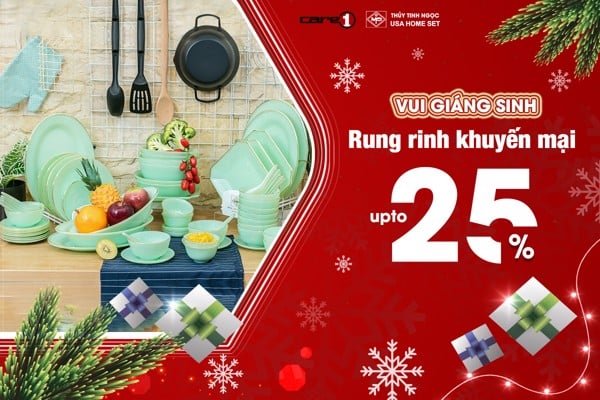 care1
THỦY TINH NGỌC
USA HOME SET
VUI GIÁNG SINH
Rung rinh khuyến mại
upto 25%